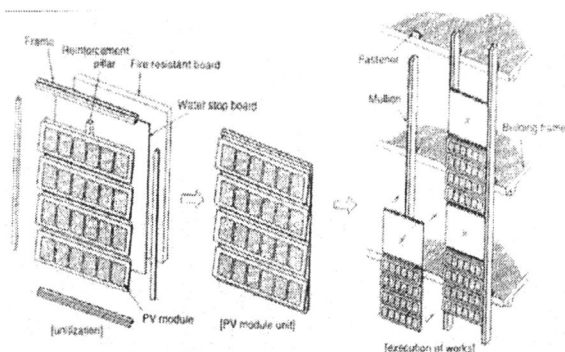 Frame
Reinforcement
pillar
Fire resistant board
Water stop board
PV module
[unitization]
[PV module unit]
Fastener
Mullion
Building frame
[execution of works]